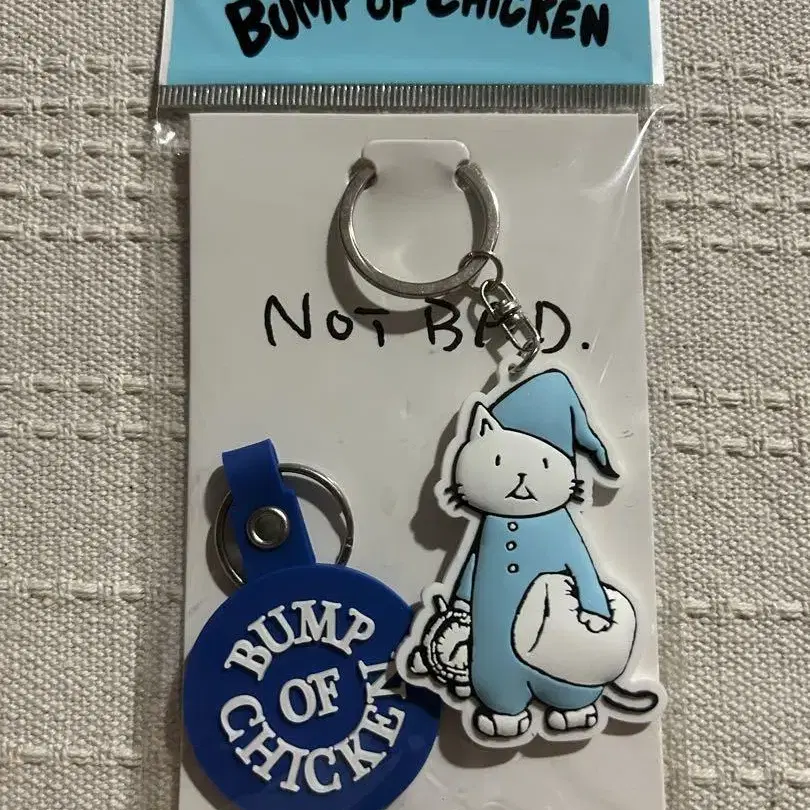 BUMP OF CHICKEN
NOT BAD.
BUMP
OF
CHICKEN